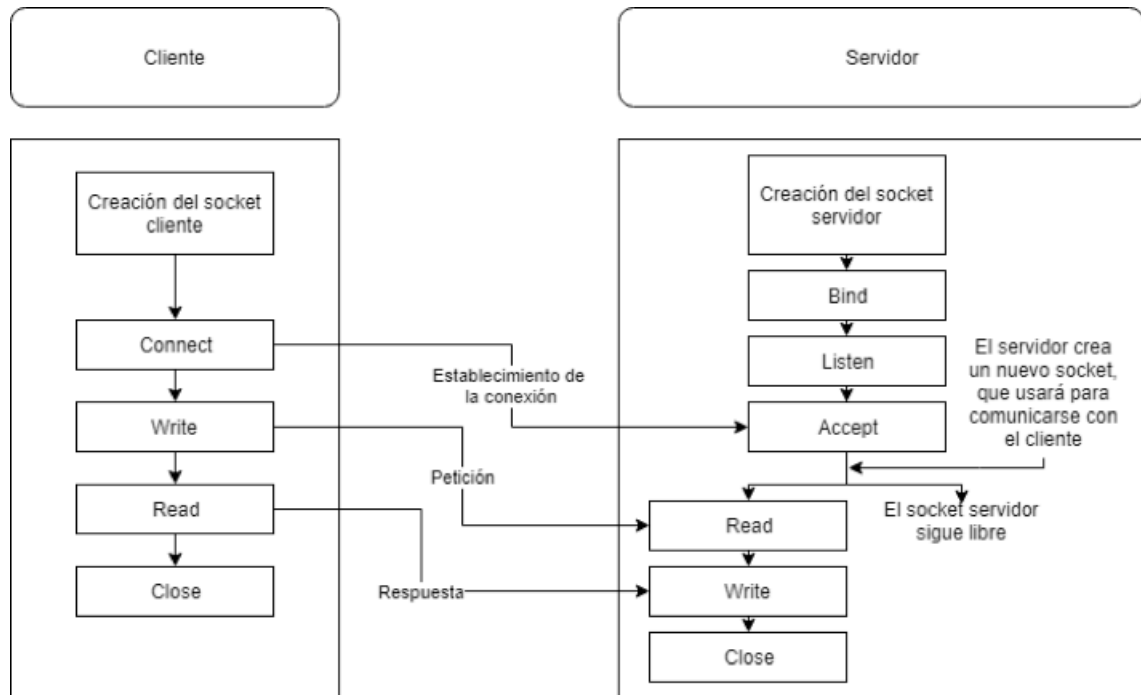 Cliente
Servidor
Creación del socket
cliente
Connect
Write
Read
Close
Establecimiento de
la conexión
Petición
Respuesta
Creación del socket
servidor
Bind
Listen
Accept
El servidor crea
un nuevo socket,
que usará para
comunicarse con
el cliente
El socket servidor
sigue libre
Read
Write
Close